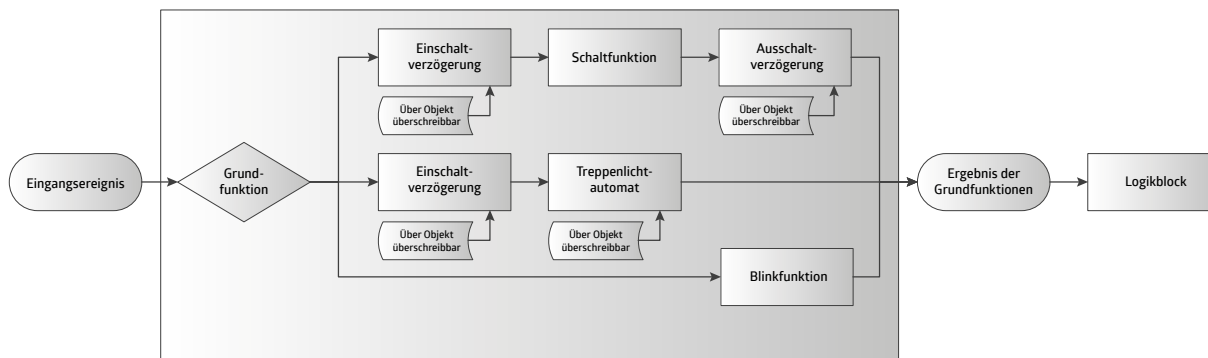 Einschalt-
verzögerung
Schaltfunktion
Ausschalt-
verzögerung
Über Objekt
überschreibbar
Über Objekt
überschreibbar
Eingangsereignis
Grund-
funktion
Einschalt-
verzögerung
Treppenlicht-
automat
Ergebnis der
Grundfunktionen
Logikblock
Über Objekt
überschreibbar
Über Objekt
überschreibbar
Blinkfunktion